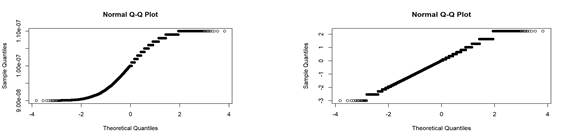 Normal Q-Q Plot
Sample Quantiles
9.00e-08 1.00e-07 1.10e-07
-4 -2 0 2 4
Theoretical Quantiles
Normal Q-Q Plot
Sample Quantiles
-3 -2 -1 0 1 2
-4 -2 0 2 4
Theoretical Quantiles